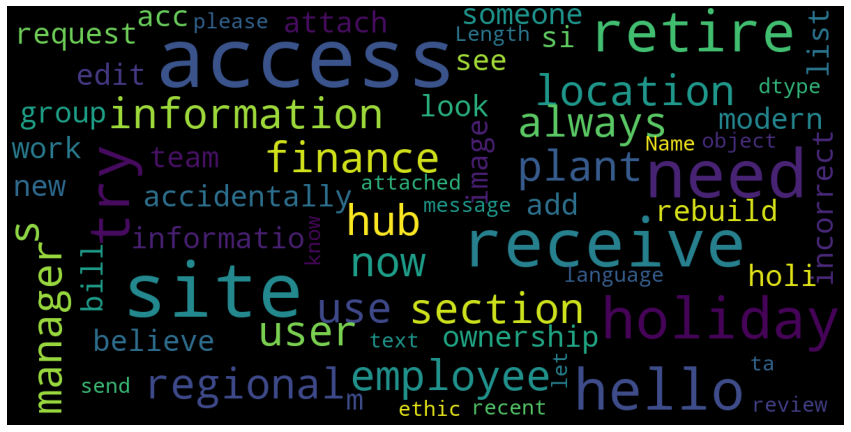 request acc please attach someone Length si retire list
edit access see location dtype
group information look always modern
work team finance image plant Name object
new try accidentally attached message add need rebuild incorrect
s informatio know hub now receive language holi
manager bill site use section holiday
believe user text ownership let ta
send regional m employee hello review
ethic recent